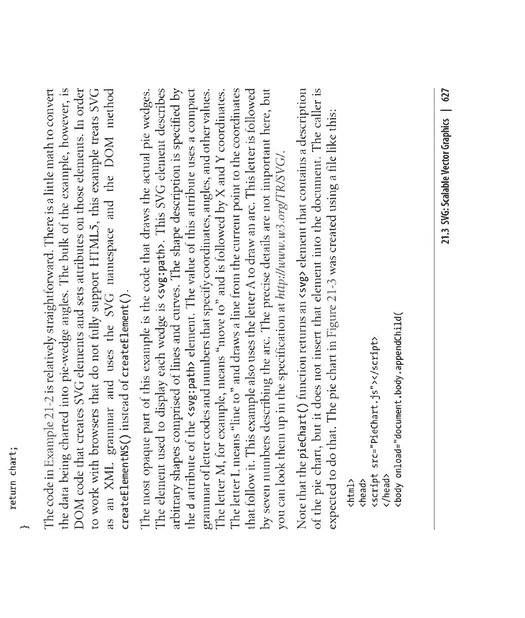 return chart;
}
The code in Example 21-2 is relatively straightforward. There is a little math to convert
the data being charted into pie-wedge angles. The bulk of the example, however, is
DOM code that creates SVG elements and sets attributes on those elements. In order
to work with browsers that do not fully support HTML5, this example treats SVG
as an XML grammar and uses the SVG namespace and the DOM method
createElementNS() instead of createElement().
The most opaque part of this example is the code that draws the actual pie wedges.
The element used to display each wedge is <svg:path>. This SVG element describes
arbitrary shapes comprised of lines and curves. The shape description is specified by
the d attribute of the <svg:path> element. The value of this attribute uses a compact
grammar of letter codes and numbers that specify coordinates, angles, and other values.
The letter M, for example, means “move to” and is followed by X and Y coordinates.
The letter L means “line to” and draws a line from the current point to the coordinates
that follow it. This example also uses the letter A to draw an arc. This letter is followed
by seven numbers describing the arc. The precise details are not important here, but
you can look them up in the specification at http://www.w3.org/TR/SVG/.
Note that the pieChart() function returns an <svg> element that contains a description
of the pie chart, but it does not insert that element into the document. The caller is
expected to do that. The pie chart in Figure 21-3 was created using a file like this:
<html>
<head>
<script src="PieChart.js"></script>
</head>
<body onload="document.body.appendChild(
21.3 SVG: Scalable Vector Graphics | 627